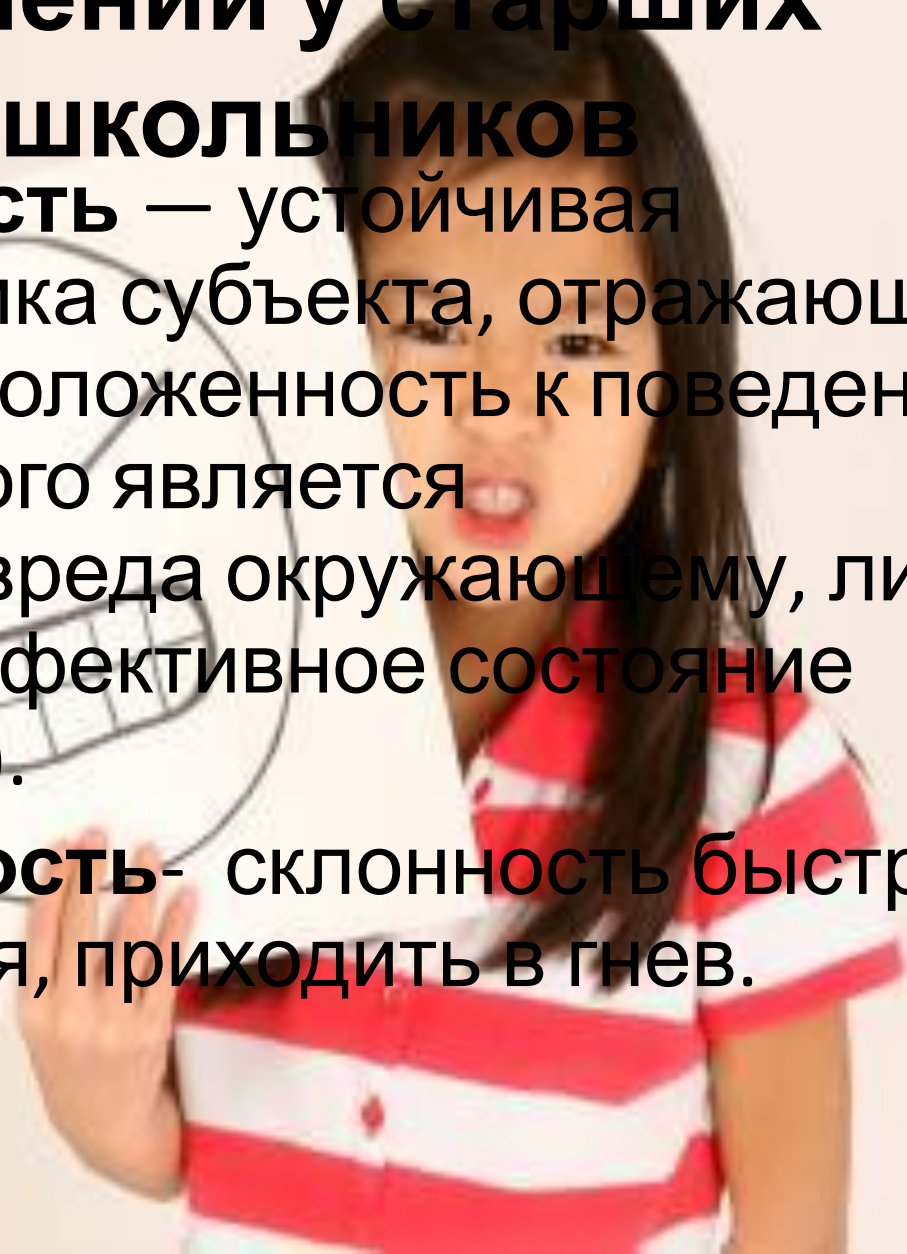 лений у старших
школьников
сть — устойчивая
ика субъекта, отражающ
оложенность к поведен
ого является
вреда окружающему, ли
фективное состояние
).
ость- склонность быстр
я, приходить в гнев.